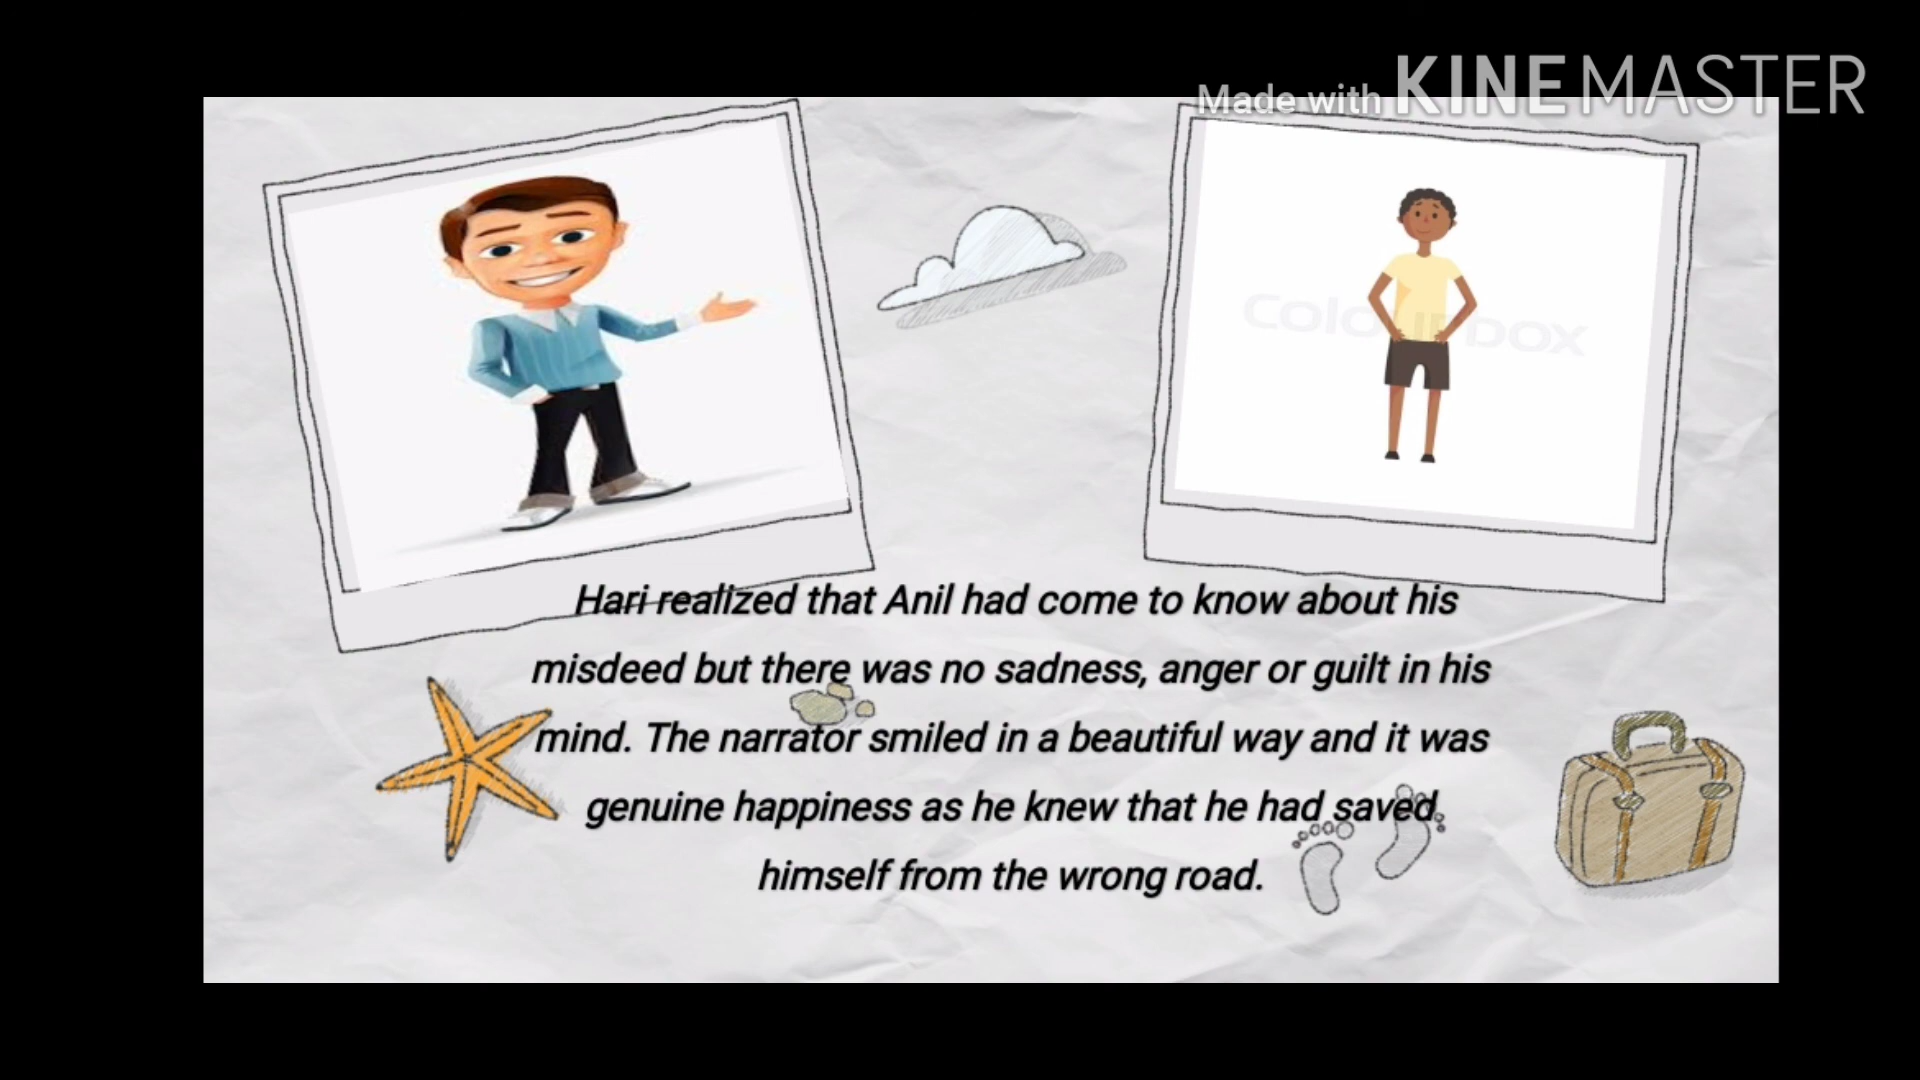 Made with KINEMASTER
Hari realized that Anil had come to know about his
misdeed but there was no sadness, anger or guilt in his
mind. The narrator smiled in a beautiful way and it was
genuine happiness as he knew that he had saved
himself from the wrong road.